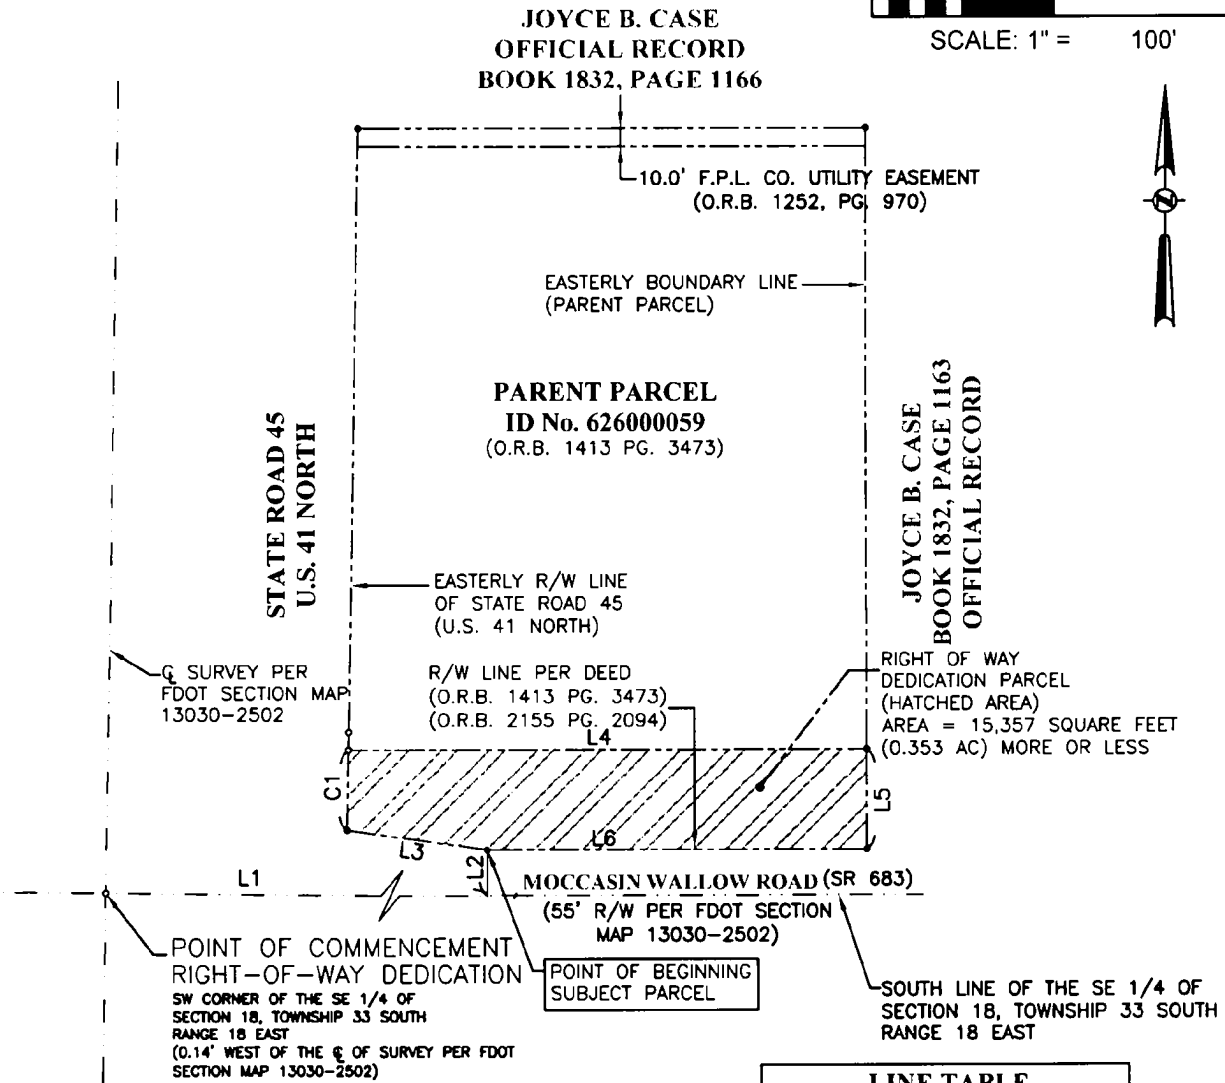 JOYCE B. CASE
OFFICIAL RECORD
BOOK 1832, PAGE 1166
SCALE: 1" = 100'
10.0' F.P.L. CO. UTILITY EASEMENT
(O.R.B. 1252, PG. 970)
N
EASTERLY BOUNDARY LINE
(PARENT PARCEL)
PARENT PARCEL
ID No. 626000059
(O.R.B. 1413 PG. 3473)
STATE ROAD 45
U.S. 41 NORTH
JOYCE B. CASE
BOOK 1832, PAGE 1163
OFFICIAL RECORD
EASTERLY R/W LINE
OF STATE ROAD 45
(U.S. 41 NORTH)
℄ SURVEY PER
FDOT SECTION MAP
13030-2502
R/W LINE PER DEED
(O.R.B. 1413 PG. 3473)
(O.R.B. 2155 PG. 2094)
RIGHT OF WAY
DEDICATION PARCEL
(HATCHED AREA)
AREA = 15,357 SQUARE FEET
(0.353 AC) MORE OR LESS
L4
C1
L5
L3
L6
L2
L1
MOCCASIN WALLOW ROAD (SR 683)
(55' R/W PER FDOT SECTION
MAP 13030-2502)
POINT OF COMMENCEMENT
RIGHT-OF-WAY DEDICATION
SW CORNER OF THE SE 1/4 OF
SECTION 18, TOWNSHIP 33 SOUTH
RANGE 18 EAST
(0.14' WEST OF THE ℄ OF SURVEY PER FDOT
SECTION MAP 13030-2502)
POINT OF BEGINNING
SUBJECT PARCEL
SOUTH LINE OF THE SE 1/4 OF
SECTION 18, TOWNSHIP 33 SOUTH
RANGE 18 EAST
LINE TABLE